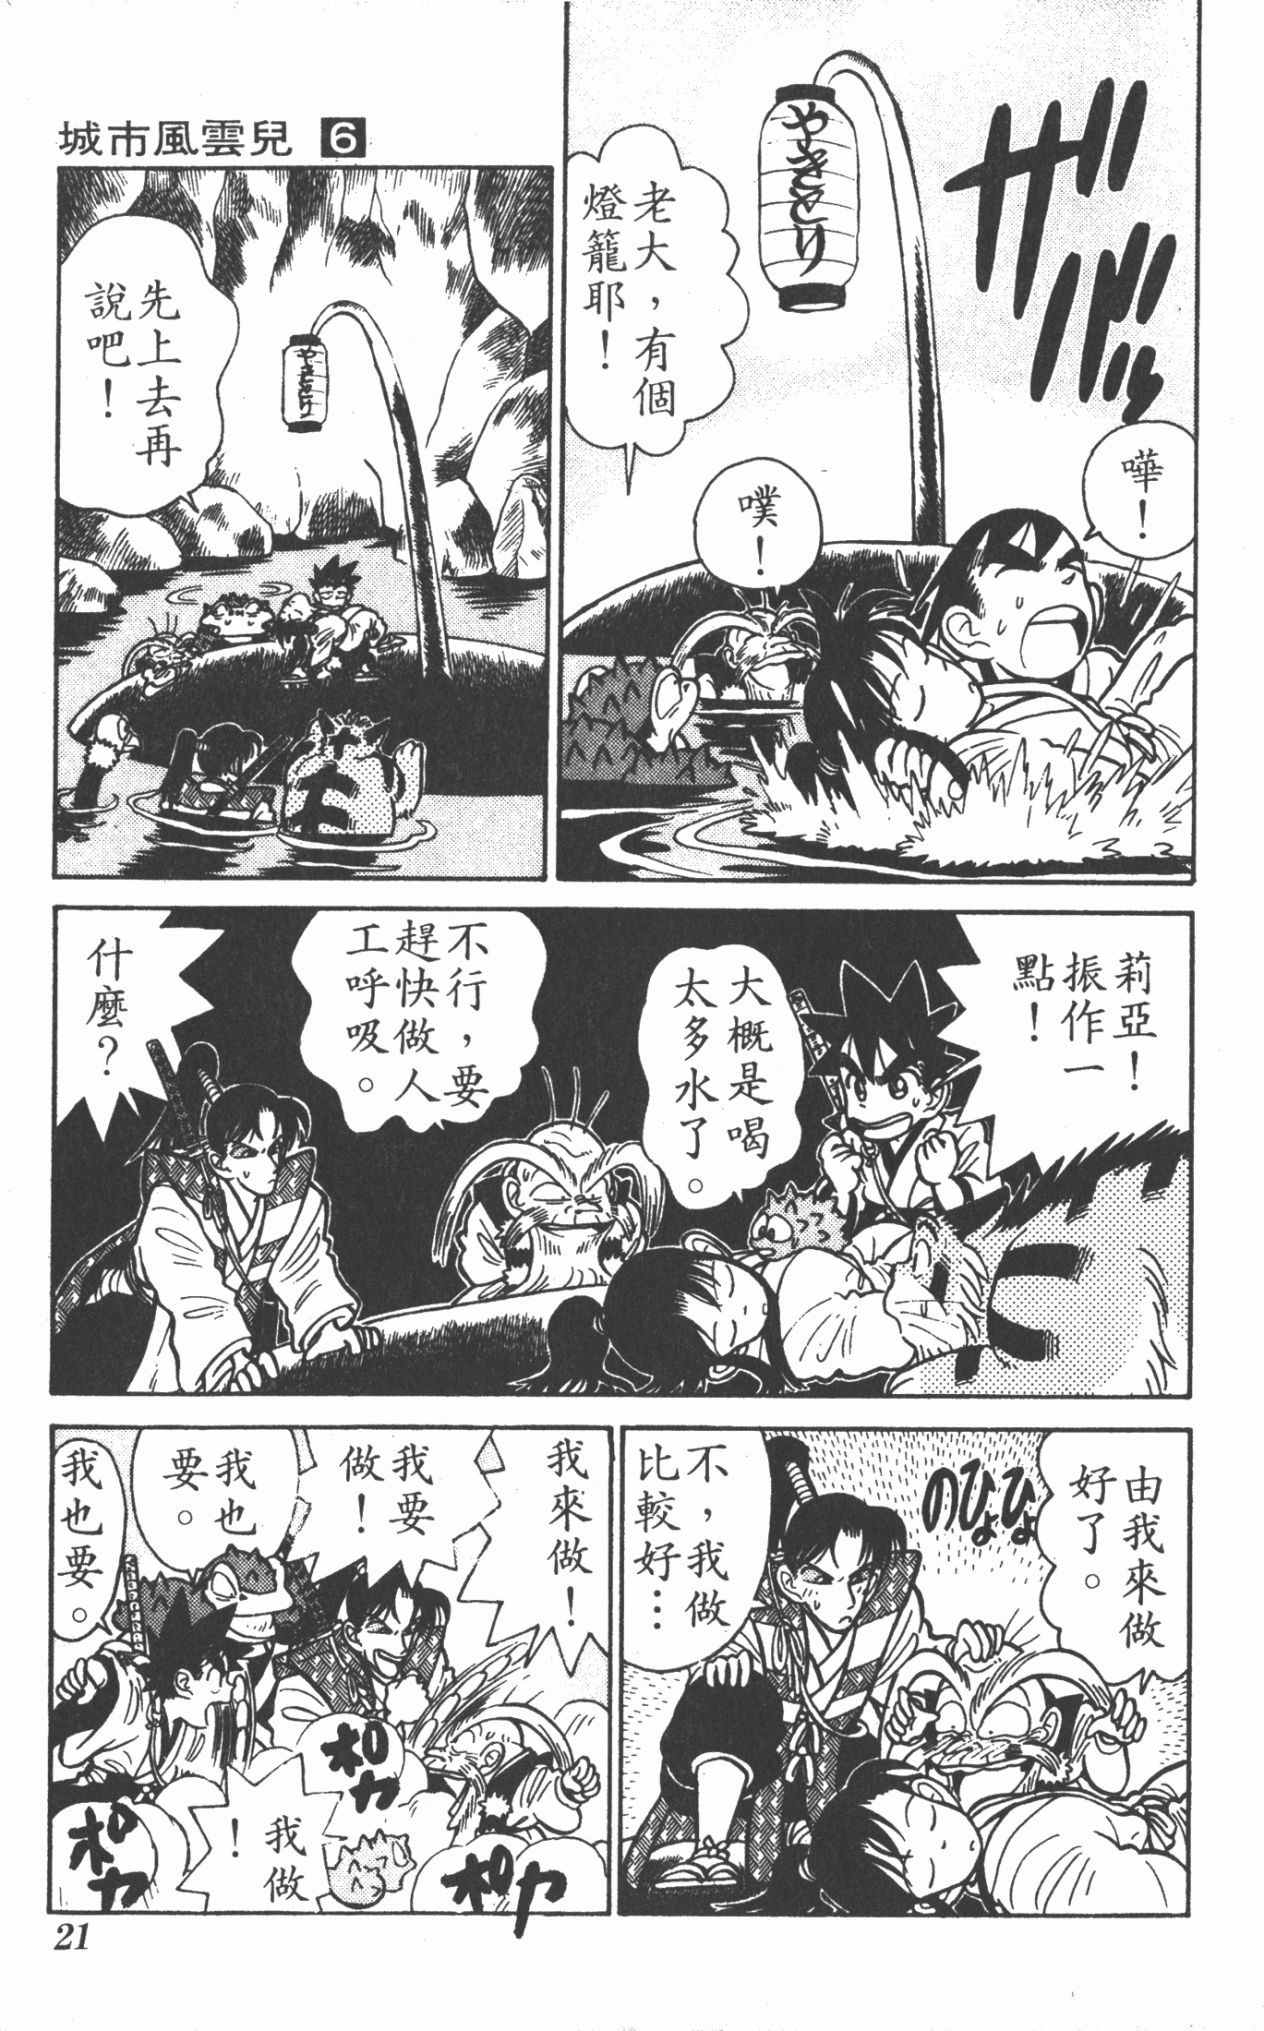 城市風雲兒 6
ザザッ
やきとり
嘩！
噗！
老大，有個
燈籠耶！
やきとり
先上去再
說吧！
莉亞！
振作一
點！
大概是喝
太多水了。
不行，要
趕快做人
工呼吸。
什麼？
由我來做
好了。
のひょひょ
不，我做
比較好…
我來做！
我要
做！
我也
要。
我也要。
我做
！
ポカ
ポカ
ポカ
21